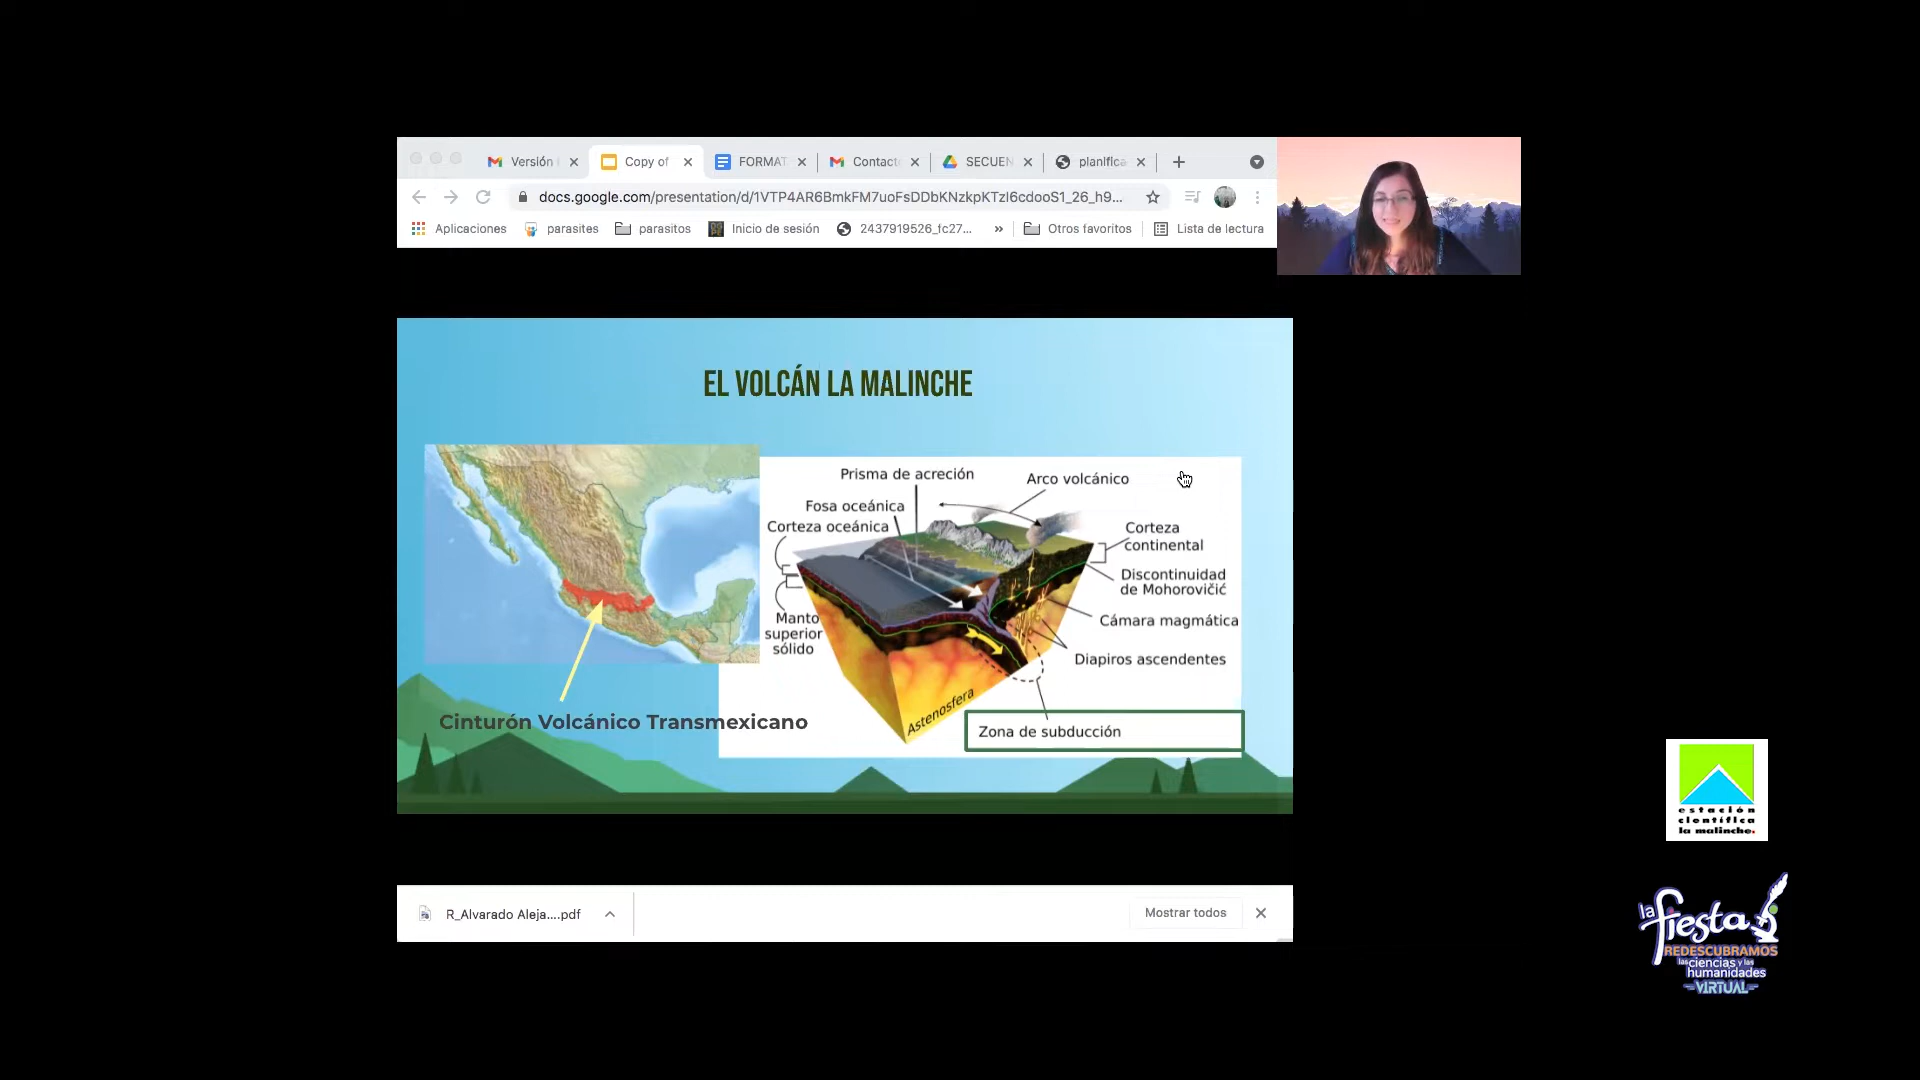 Versión
Copy of
FORMAT
Contact
SECUEN
planifica
docs.google.com/presentation/d/1VTP4AR6BmkFM7uoFsDDbKNzkpKTzI6cdooS1_26_h9...
Aplicaciones
parasites
parasitos
Inicio de sesión
2437919526_fc27...
»
Otros favoritos
Lista de lectura
EL VOLCÁN LA MALINCHE
Prisma de acreción
Arco volcánico
Fosa oceánica
Corteza oceánica
Corteza
continental
Discontinuidad
de Mohorovičić
Manto
superior
sólido
Cámara magmática
Diapiros ascendentes
Astenosfera
Cinturón Volcánico Transmexicano
Zona de subducción
estación
científica
la malinche.
R_Alvarado Aleja....pdf
Mostrar todos
la
fiesta
REDESCUBRAMOS
las ciencias y las
humanidades
VIRTUAL